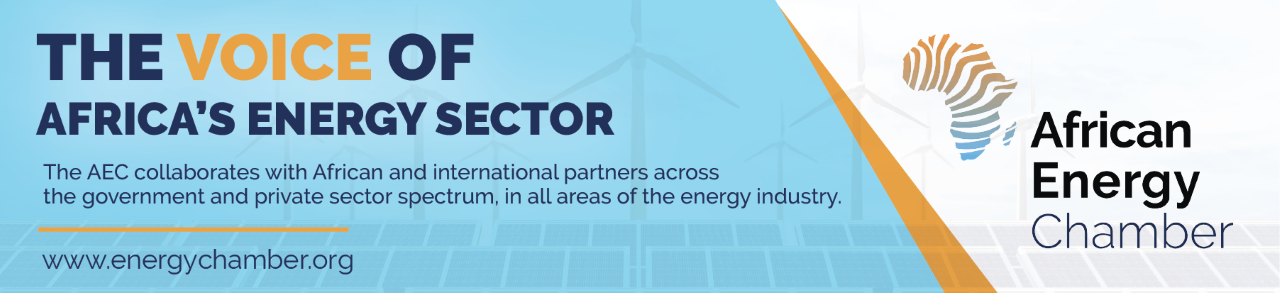 THE VOICE OF
AFRICA'S ENERGY SECTOR
The AEC collaborates with African and international partners across
the government and private sector spectrum, in all areas of the energy industry.
www.energychamber.org
African
Energy
Chamber